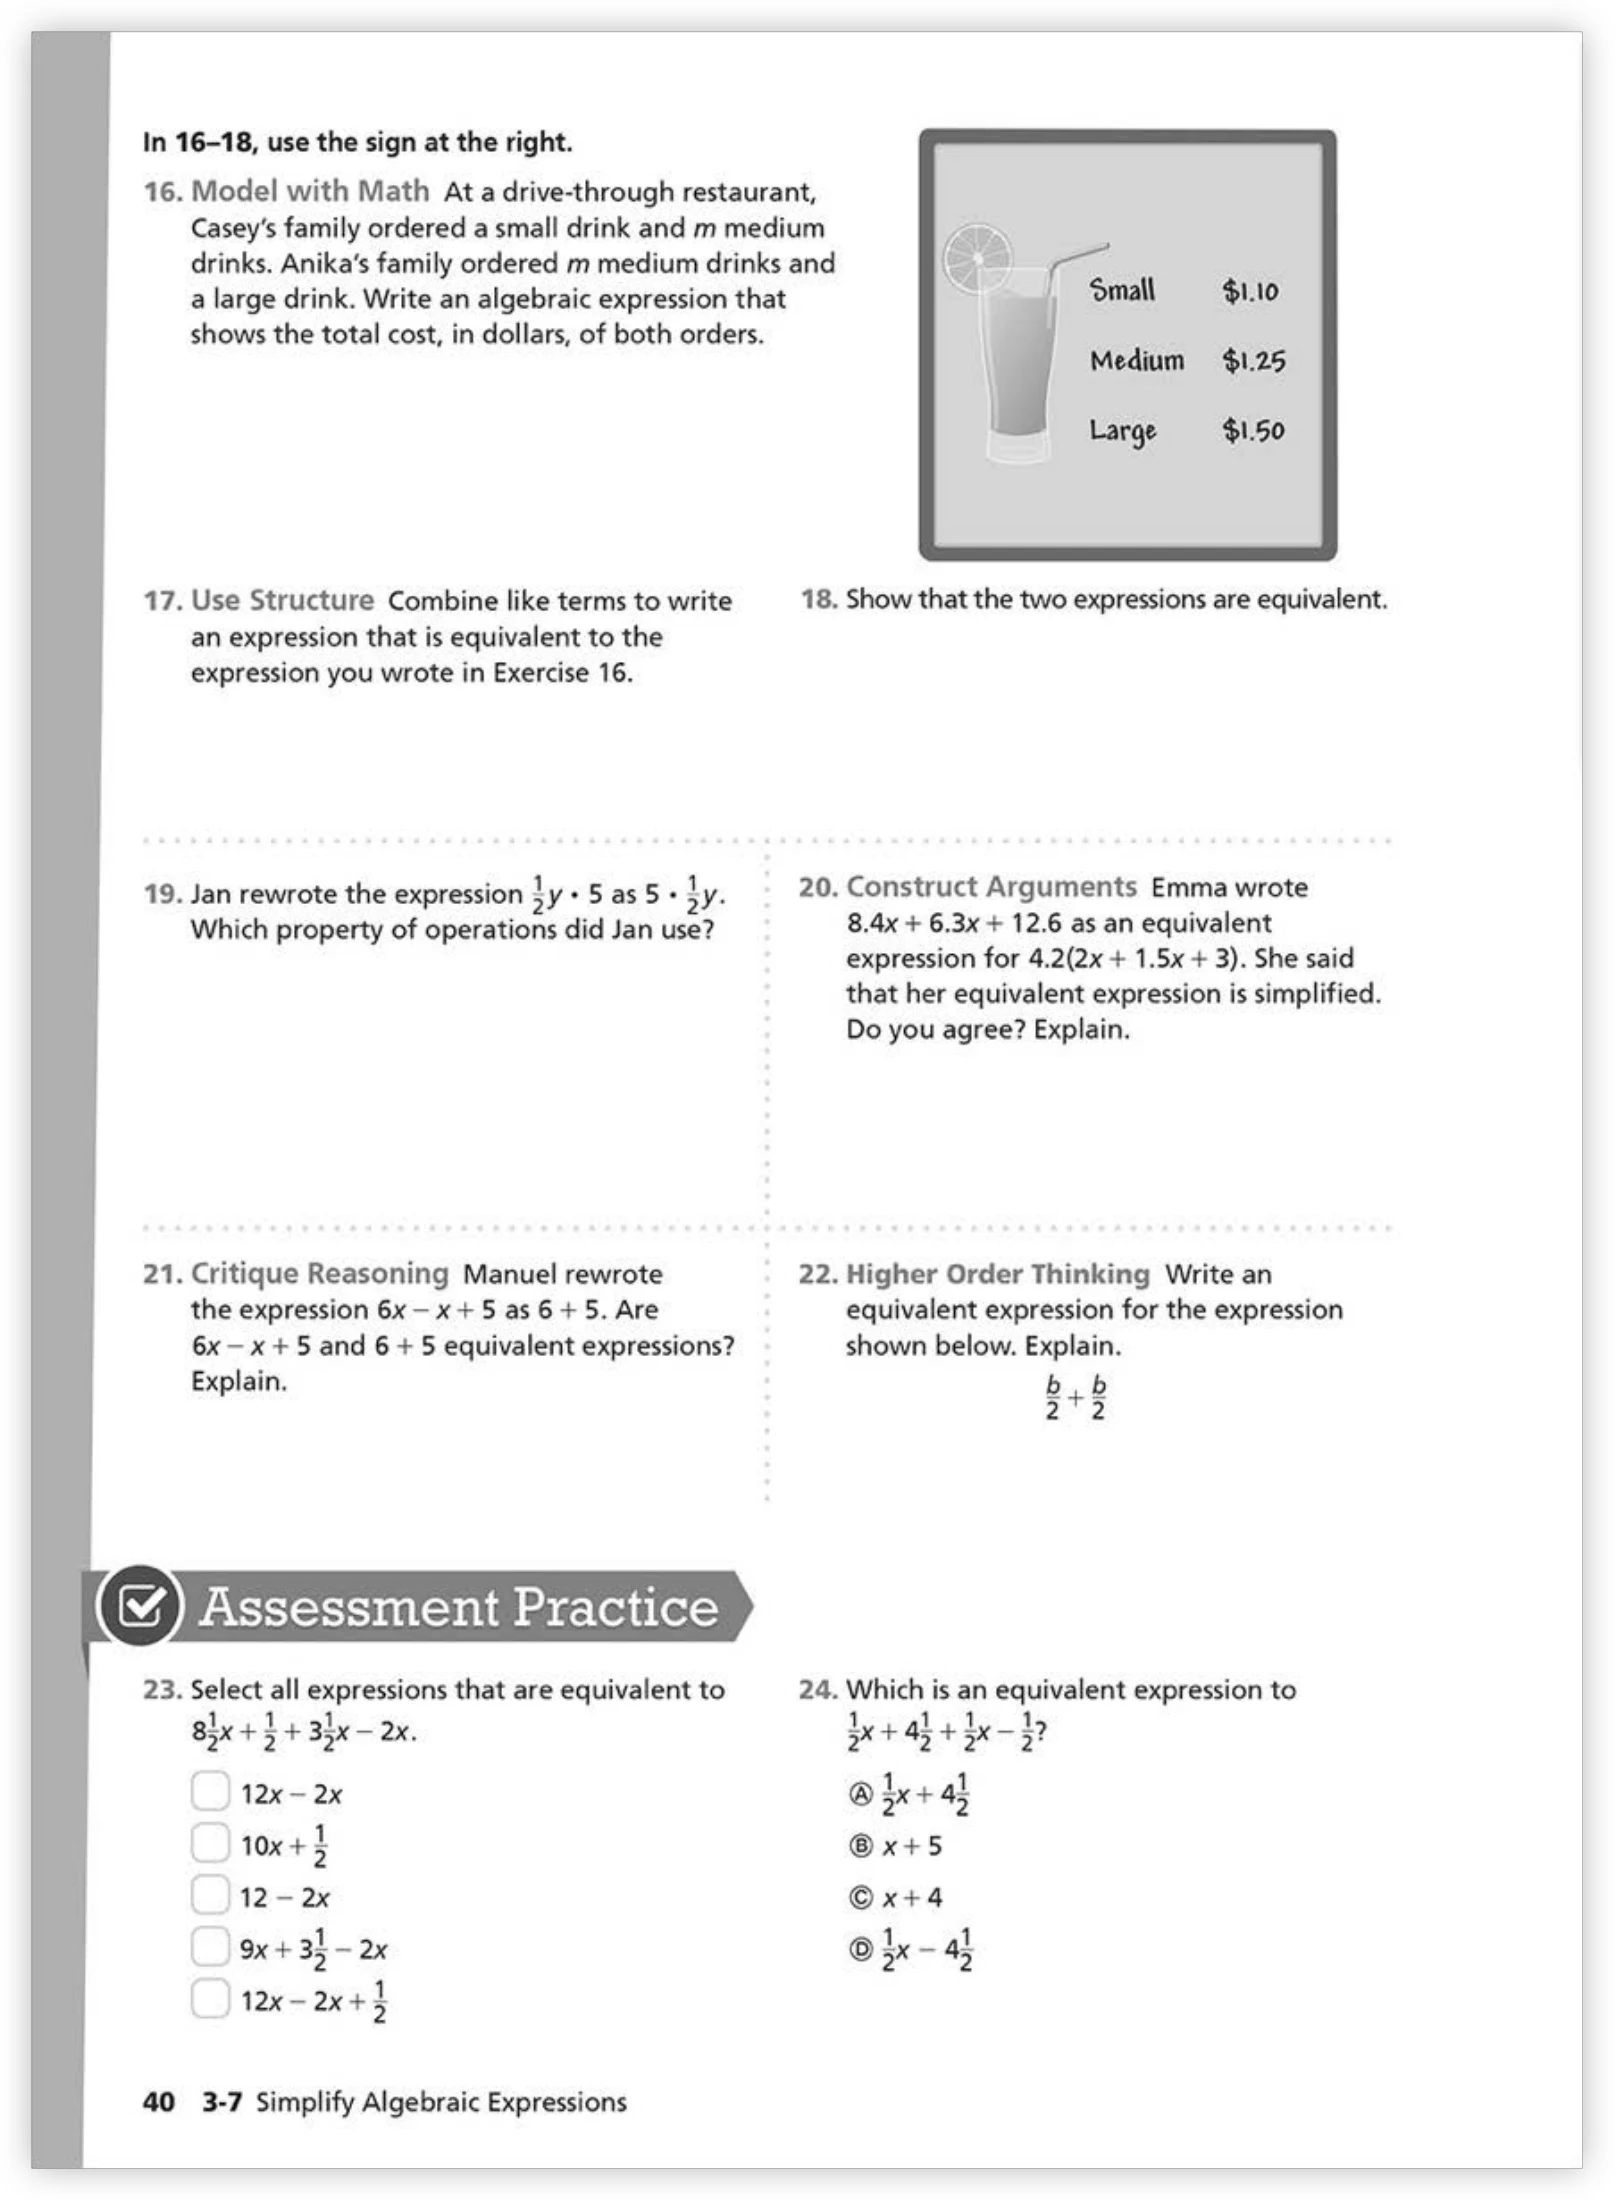 In 16–18, use the sign at the right.
16. Model with Math At a drive-through restaurant,
Casey's family ordered a small drink and m medium
drinks. Anika's family ordered m medium drinks and
a large drink. Write an algebraic expression that
shows the total cost, in dollars, of both orders.
Small $1.10
Medium $1.25
Large $1.50
17. Use Structure Combine like terms to write
an expression that is equivalent to the
expression you wrote in Exercise 16.
18. Show that the two expressions are equivalent.
19. Jan rewrote the expression 1/2y • 5 as 5 • 1/2y.
Which property of operations did Jan use?
20. Construct Arguments Emma wrote
8.4x + 6.3x + 12.6 as an equivalent
expression for 4.2(2x + 1.5x + 3). She said
that her equivalent expression is simplified.
Do you agree? Explain.
21. Critique Reasoning Manuel rewrote
the expression 6x − x + 5 as 6 + 5. Are
6x − x + 5 and 6 + 5 equivalent expressions?
Explain.
22. Higher Order Thinking Write an
equivalent expression for the expression
shown below. Explain.
b/2 + b/2
Assessment Practice
23. Select all expressions that are equivalent to
8 1/2x + 1/2 + 3 1/2x − 2x.
12x − 2x
10x + 1/2
12 − 2x
9x + 3 1/2 − 2x
12x − 2x + 1/2
24. Which is an equivalent expression to
1/2x + 4 1/2 + 1/2x − 1/2?
Ⓐ 1/2x + 4 1/2
Ⓑ x + 5
Ⓒ x + 4
Ⓓ 1/2x − 4 1/2
40 3-7 Simplify Algebraic Expressions